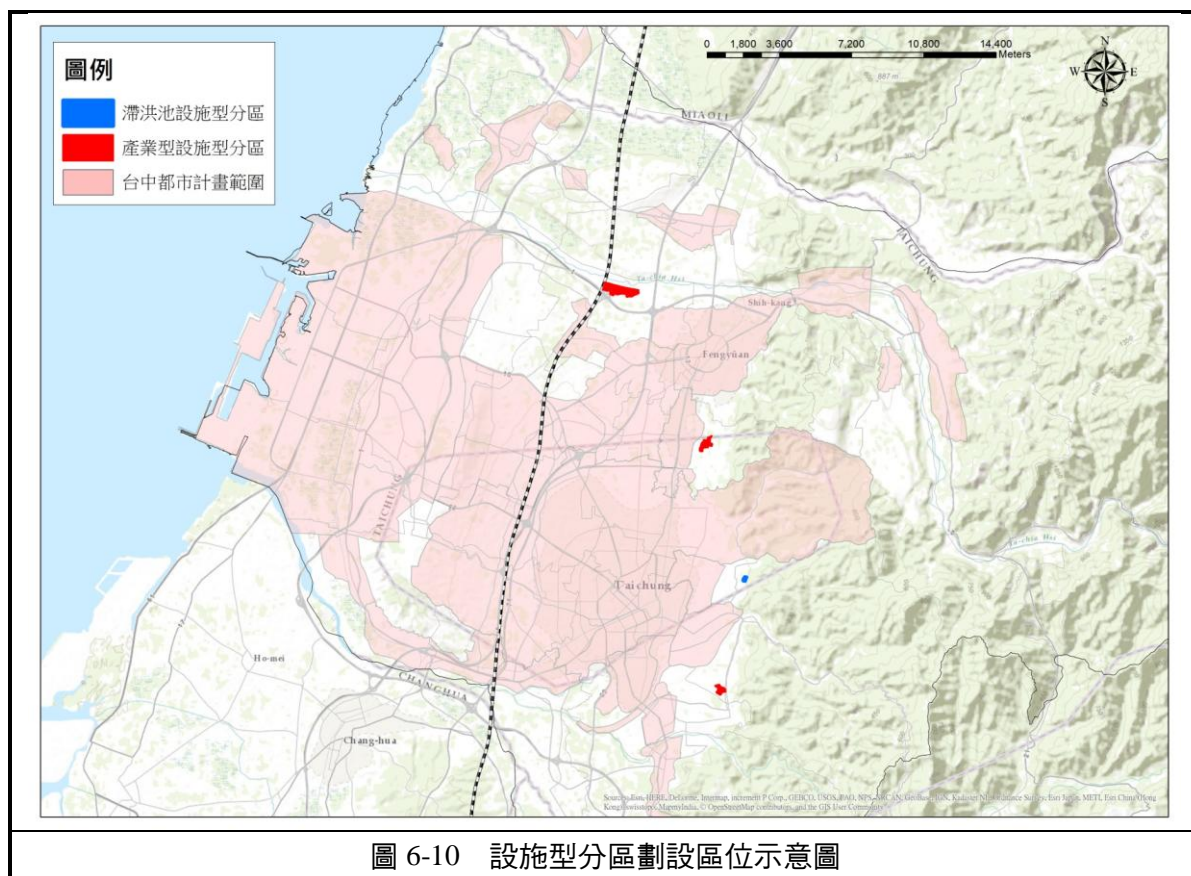 圖例
滯洪池設施型分區
產業型設施型分區
台中都市計畫範圍
0 1,800 3,600 7,200 10,800 14,400
Meters
N
W E
S
MIAOLI
TAICHUNG
Shih-kang
Fengyüan
TAICHUNG
T'aichung
Ho-mei
CHANGHUA
Chang-hua
圖 6-10 設施型分區劃設區位示意圖